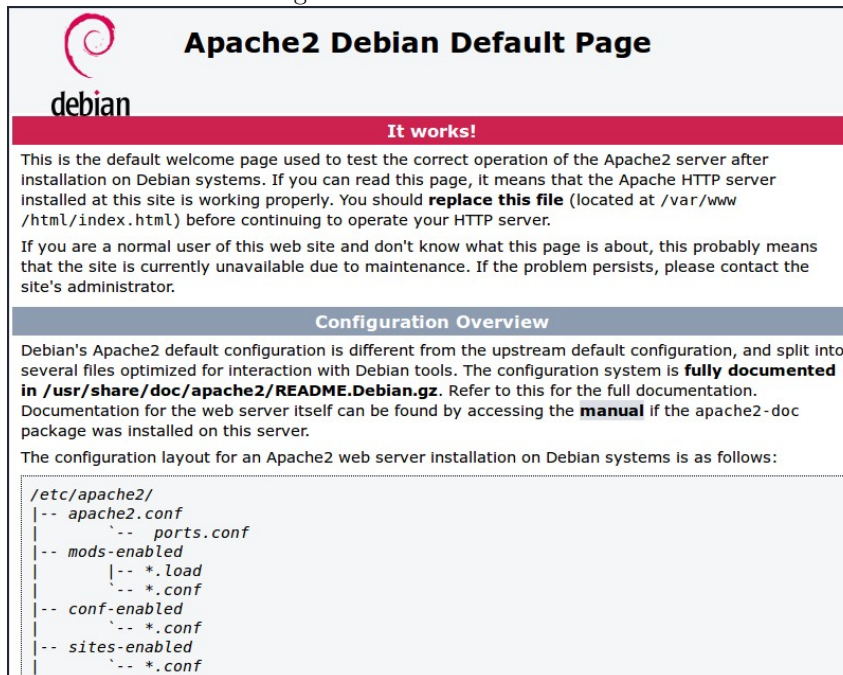 Apache2 Debian Default Page
debian
It works!
This is the default welcome page used to test the correct operation of the Apache2 server after
installation on Debian systems. If you can read this page, it means that the Apache HTTP server
installed at this site is working properly. You should replace this file (located at /var/www
/html/index.html) before continuing to operate your HTTP server.
If you are a normal user of this web site and don't know what this page is about, this probably means
that the site is currently unavailable due to maintenance. If the problem persists, please contact the
site's administrator.
Configuration Overview
Debian's Apache2 default configuration is different from the upstream default configuration, and split into
several files optimized for interaction with Debian tools. The configuration system is fully documented
in /usr/share/doc/apache2/README.Debian.gz. Refer to this for the full documentation.
Documentation for the web server itself can be found by accessing the manual if the apache2-doc
package was installed on this server.
The configuration layout for an Apache2 web server installation on Debian systems is as follows:
/etc/apache2/
|-- apache2.conf
|       `--  ports.conf
|-- mods-enabled
|       |-- *.load
|       `-- *.conf
|-- conf-enabled
|       `-- *.conf
|-- sites-enabled
|       `-- *.conf